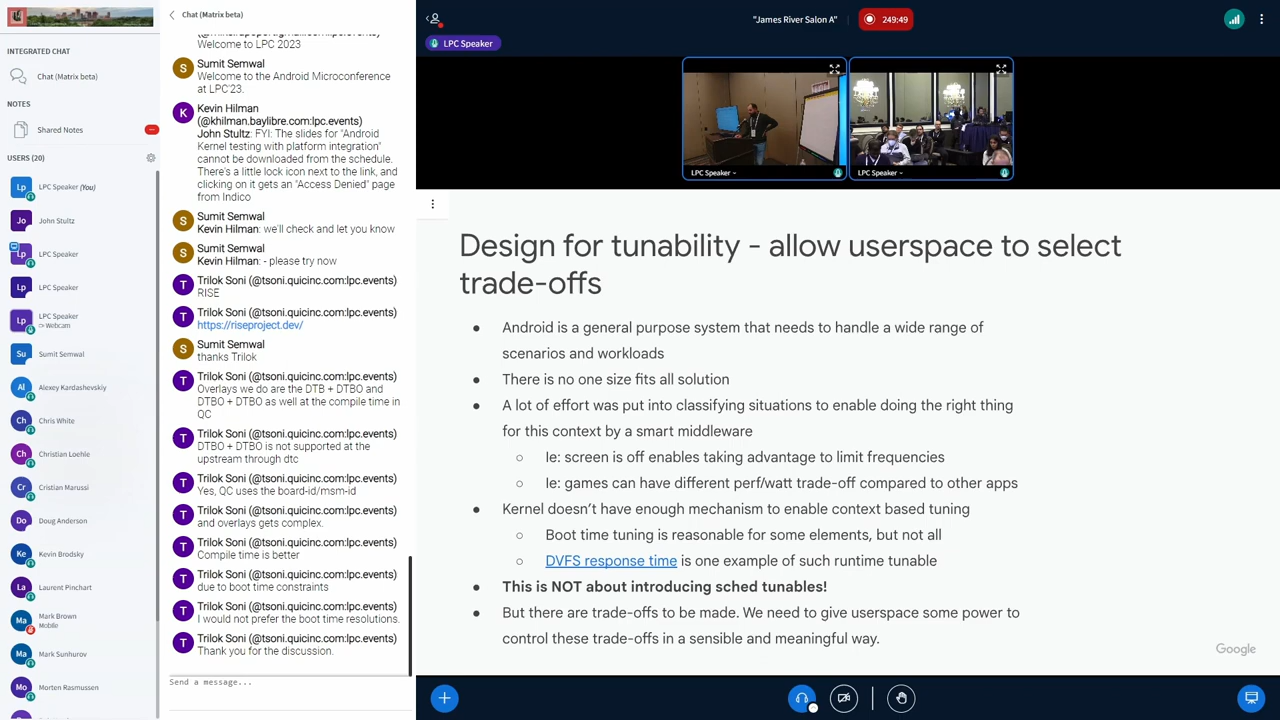 INTEGRATED CHAT
Chat (Matrix beta)
NOTES
Shared Notes
USERS (20)
Lp
LPC Speaker (You)
Jo
John Stultz
Lp
LPC Speaker
Lp
LPC Speaker
Lp
LPC Speaker
Webcam
Su
Sumit Semwal
Al
Alexey Kardashevskiy
Ch
Chris White
Ch
Christian Loehle
Cr
Cristian Marussi
Do
Doug Anderson
Ke
Kevin Brodsky
La
Laurent Pinchart
Ma
Mark Brown
Mobile
Ma
Mark Sunhurov
Mo
Morten Rasmussen
Chat (Matrix beta)
Welcome to LPC 2023
S
Sumit Semwal
Welcome to the Android Microconference
at LPC'23.
K
Kevin Hilman
(@khilman.baylibre.com:lpc.events)
John Stultz: FYI: The slides for "Android
Kernel testing with platform integration"
cannot be downloaded from the schedule.
There's a little lock icon next to the link, and
clicking on it gets an "Access Denied" page
from Indico
S
Sumit Semwal
Kevin Hilman: we'll check and let you know
S
Sumit Semwal
Kevin Hilman: - please try now
T
Trilok Soni (@tsoni.quicinc.com:lpc.events)
RISE
T
Trilok Soni (@tsoni.quicinc.com:lpc.events)
https://riseproject.dev/
S
Sumit Semwal
thanks Trilok
T
Trilok Soni (@tsoni.quicinc.com:lpc.events)
Overlays we do are the DTB + DTBO and
DTBO + DTBO as well at the compile time in
QC
T
Trilok Soni (@tsoni.quicinc.com:lpc.events)
DTBO + DTBO is not supported at the
upstream through dtc
T
Trilok Soni (@tsoni.quicinc.com:lpc.events)
Yes, QC uses the board-id/msm-id
T
Trilok Soni (@tsoni.quicinc.com:lpc.events)
and overlays gets complex.
T
Trilok Soni (@tsoni.quicinc.com:lpc.events)
Compile time is better
T
Trilok Soni (@tsoni.quicinc.com:lpc.events)
due to boot time constraints
T
Trilok Soni (@tsoni.quicinc.com:lpc.events)
I would not prefer the boot time resolutions.
T
Trilok Soni (@tsoni.quicinc.com:lpc.events)
Thank you for the discussion.
Send a message...
"James River Salon A"
249:49
LPC Speaker
LPC Speaker
LPC Speaker
Design for tunability - allow userspace to select
trade-offs
● Android is a general purpose system that needs to handle a wide range of
scenarios and workloads
● There is no one size fits all solution
● A lot of effort was put into classifying situations to enable doing the right thing
for this context by a smart middleware
○ Ie: screen is off enables taking advantage to limit frequencies
○ Ie: games can have different perf/watt trade-off compared to other apps
● Kernel doesn't have enough mechanism to enable context based tuning
○ Boot time tuning is reasonable for some elements, but not all
○ DVFS response time is one example of such runtime tunable
● This is NOT about introducing sched tunables!
● But there are trade-offs to be made. We need to give userspace some power to
control these trade-offs in a sensible and meaningful way.
Google